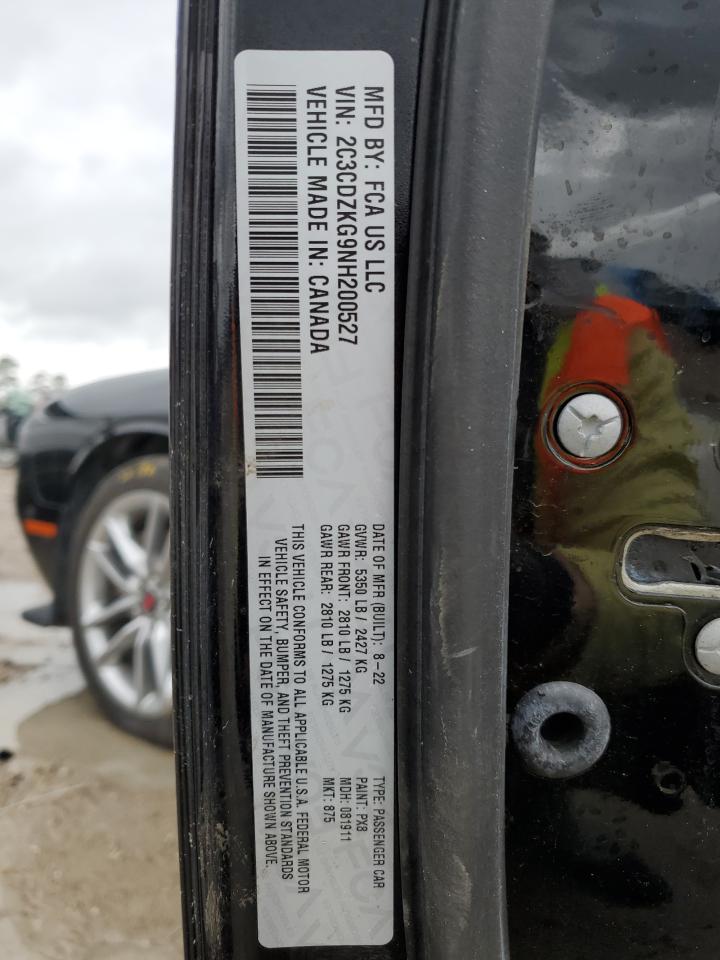 MFD BY: FCA US LLC
VIN: 2C3CDZKG9NH200527
VEHICLE MADE IN: CANADA
DATE OF MFR (BUILT): 8-22
GVWR: 5350 LB / 2427 KG
GAWR FRONT: 2810 LB / 1275 KG
GAWR REAR: 2810 LB / 1275 KG
TYPE: PASSENGER CAR
PAINT: PX8
MDH: 081911
MKT: 875
THIS VEHICLE CONFORMS TO ALL APPLICABLE U.S.A. FEDERAL MOTOR
VEHICLE SAFETY, BUMPER, AND THEFT PREVENTION STANDARDS
IN EFFECT ON THE DATE OF MANUFACTURE SHOWN ABOVE.